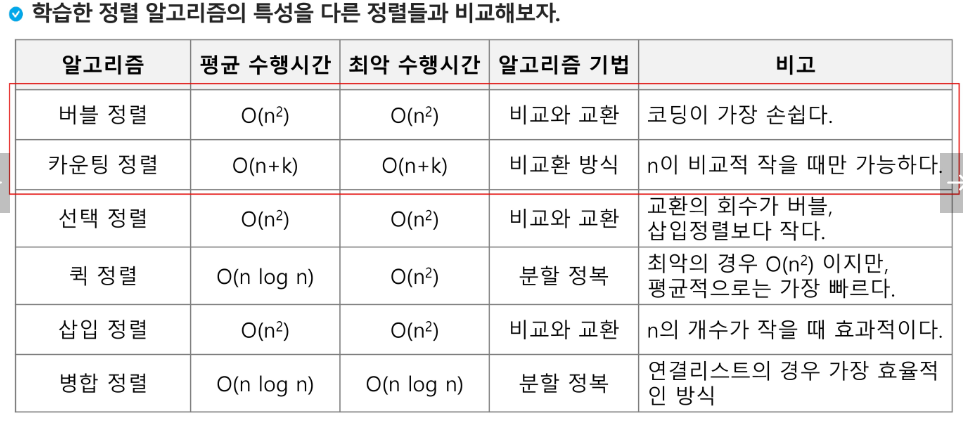 학습한 정렬 알고리즘의 특성을 다른 정렬들과 비교해보자.
알고리즘 평균 수행시간 최악 수행시간 알고리즘 기법 비고
버블 정렬 O(n²) O(n²) 비교와 교환 코딩이 가장 손쉽다.
카운팅 정렬 O(n+k) O(n+k) 비교환 방식 n이 비교적 작을 때만 가능하다.
선택 정렬 O(n²) O(n²) 비교와 교환 교환의 회수가 버블,
삽입정렬보다 작다.
퀵 정렬 O(n log n) O(n²) 분할 정복 최악의 경우 O(n²) 이지만,
평균적으로는 가장 빠르다.
삽입 정렬 O(n²) O(n²) 비교와 교환 n의 개수가 작을 때 효과적이다.
병합 정렬 O(n log n) O(n log n) 분할 정복 연결리스트의 경우 가장 효율적
인 방식